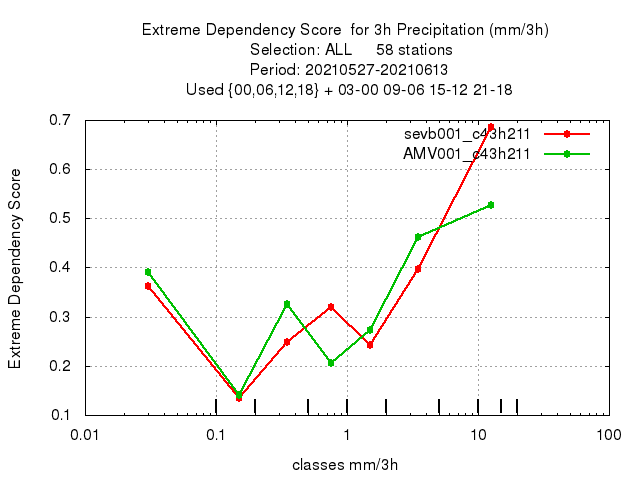 Extreme Dependency Score  for 3h Precipitation (mm/3h)
Selection: ALL     58 stations
Period: 20210527-20210613
Used {00,06,12,18} + 03-00 09-06 15-12 21-18
sevb001_c43h211
AMV001_c43h211
Extreme Dependency Score
0.7
0.6
0.5
0.4
0.3
0.2
0.1
0.01 0.1 1 10 100
classes mm/3h